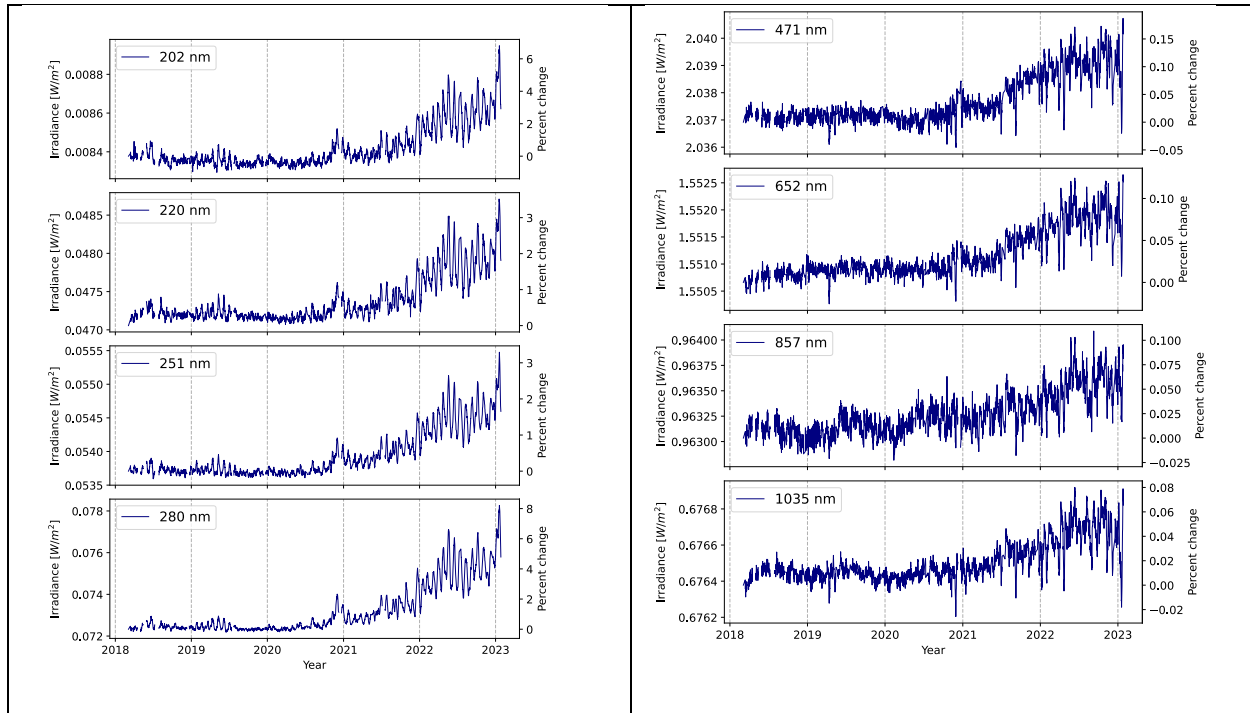 202 nm
Irradiance [W/m²]
0.0088
0.0086
0.0084
6
4
2
0
Percent change
220 nm
Irradiance [W/m²]
0.0485
0.0480
0.0475
0.0470
3
2
1
0
Percent change
251 nm
Irradiance [W/m²]
0.0555
0.0550
0.0545
0.0540
0.0535
3
2
1
0
Percent change
280 nm
Irradiance [W/m²]
0.078
0.076
0.074
0.072
8
6
4
2
0
Percent change
2018 2019 2020 2021 2022 2023
Year
471 nm
Irradiance [W/m²]
2.040
2.039
2.038
2.037
2.036
0.15
0.10
0.05
0.00
−0.05
Percent change
652 nm
Irradiance [W/m²]
1.5525
1.5520
1.5515
1.5510
1.5505
0.10
0.05
0.00
Percent change
857 nm
Irradiance [W/m²]
0.96400
0.96375
0.96350
0.96325
0.96300
0.100
0.075
0.050
0.025
0.000
−0.025
Percent change
1035 nm
Irradiance [W/m²]
0.6768
0.6766
0.6764
0.6762
0.08
0.06
0.04
0.02
0.00
−0.02
Percent change
2018 2019 2020 2021 2022 2023
Year